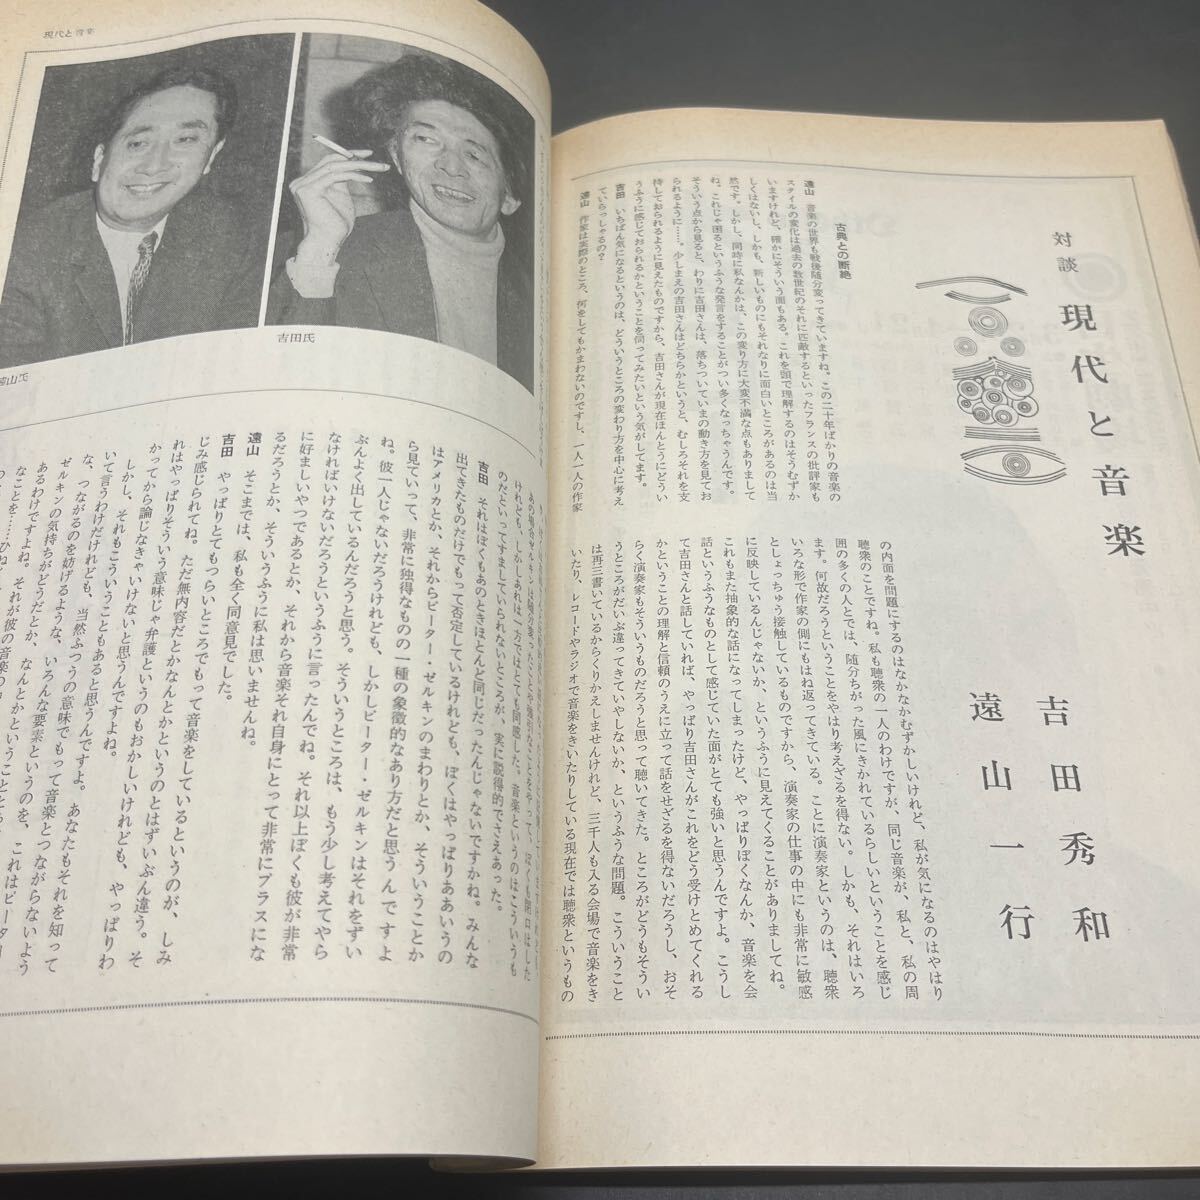 対談
現代と音楽
吉田秀和
遠山一行
古典との断絶
遠山　音楽の世界も戦後随分変ってきていますね。この二十年ばかりの音楽の
スタイルの変化は過去の数世紀のそれに匹敵するといったフランスの批評家も
いますけれど、確かにそういう面もある。これを頭で理解するのはそうむずか
しくはないし、しかも、新しいものにもそれなりに面白いところがあるのは当
然です。しかし、同時に私なんかは、この変り方に大変不満な点もありまして
ね。これじゃ困るというふうな発言をすることがつい多くなっちゃうんです。
そういう点から見ると、わりに吉田さんは、落ちついていまの動き方を見てお
られるように……。少しまえの吉田さんはどちらかというと、むしろそれを支
持しておられるように見えたものですから、吉田さんが現在ほんとうにどうい
うふうに感じておられるかということを伺ってみたいという気がしてます。
吉田　いちばん気になるというのは、どういうところの変わり方を中心に考え
ていらっしゃるの？
遠山　作家は実際のところ、何をしてもかまわないのですし、一人一人の作家
の内面を問題にするのはなかなかむずかしいけれど、私が気になるのはやはり
聴衆のことですね。私も聴衆の一人のわけですが、同じ音楽が、私と、私の周
囲の多くの人とでは、随分ちがった風にきかれているらしいということを感じ
ます。何故だろうということをやはり考えざるを得ない。しかも、それはいろ
いろな形で作家の側にもはね返ってきている。ことに演奏家というのは、聴衆
としょっちゅう接触しているものですから、演奏家の仕事の中にも非常に敏感
に反映しているんじゃないか、というふうに見えてくることがありましてね。
これもまた抽象的な話になってしまったけど、やっぱりぼくなんか、音楽を会
話というふうなものとして感じていた面がとても強いと思うんですよ。こうし
て吉田さんと話していれば、やっぱり吉田さんがこれをどう受けとめてくれる
かということの理解と信頼のうえに立って話をせざるを得ないだろうし、おそ
らく演奏家もそういうものだろうと思って聴いてきた。ところがどうもそうい
うところがだいぶ違ってきていやしないか、というふうな問題。こういうこと
は再三書いているからくりかえしませんけれど、三千人も入る会場で音楽をき
いたり、レコードやラジオで音楽をきいたりしている現在では聴衆というもの
現代と音楽
吉田氏
遠山氏
吉田　それはぼくもあのときほとんど同じだったんじゃないですかね。みんな
出てきたものだけでもって否定しているけれども、ぼくはやっぱりああいうの
はアメリカとか、それからピーター・ゼルキンのまわりとか、そういうことか
ら見ていって、非常に独得なものの一種の象徴的なあり方だと思うんですよ
ね。彼一人じゃないだろうけれども、しかしピーター・ゼルキンはそれをずい
ぶんよく出しているんだろうと思う。そういうところは、もう少し考えてやら
なければいけないだろうというふうに言ったんでね。それ以上ぼくも彼が非常
に好ましいやつであるとか、それから音楽それ自身にとって非常にプラスにな
るだろうとか、そういうふうに私は思いませんね。
遠山　そこまでは、私も全く同意見でした。
吉田　やっぱりとてもつらいところでもって音楽をしているというのが、しみ
じみ感じられてね。ただ無内容だとかなんとかというのとはずいぶん違う。そ
れはやっぱりそういう意味じゃ弁護というのもおかしいけれども、やっぱりわ
かってから論じなきゃいけないと思うんですよね。
しかし、それもこういうこともあると思うんですよ。あなたもそれを知って
いて言うわけだけれども、当然ふつうの意味でもって音楽とつながらないよう
な、つながるのを妨げるような、いろんな要素というのを、これはピーター・
ゼルキンの気持ちがどうだとか、なんとかということと